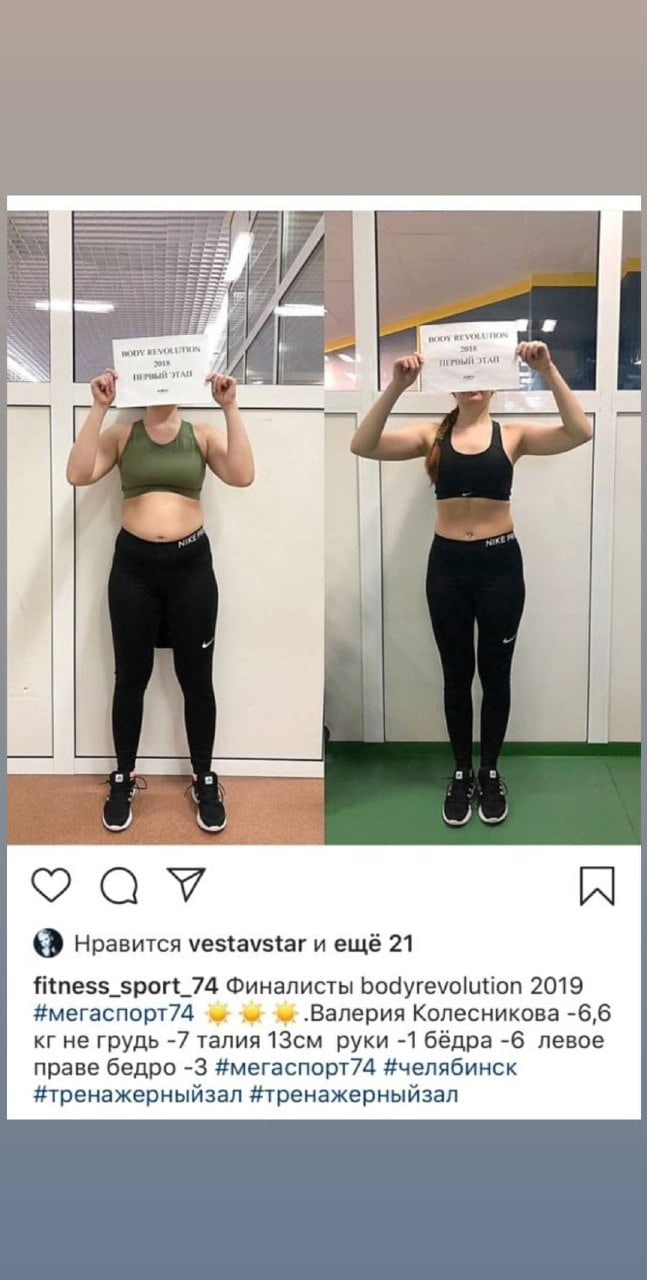 BODY REVOLUTION
2018
ПЕРВЫЙ ЭТАП
BODY REVOLUTION
2018
ПЕРВЫЙ ЭТАП
NIKE PR
NIKE PR
Нравится vestavstar и ещё 21
fitness_sport_74 Финалисты bodyrevolution 2019
#мегаспорт74 ☀️ ☀️ ☀️.Валерия Колесникова -6,6
кг не грудь -7 талия 13см руки -1 бёдра -6 левое
праве бедро -3 #мегаспорт74 #челябинск
#тренажерныйзал #тренажерныйзал